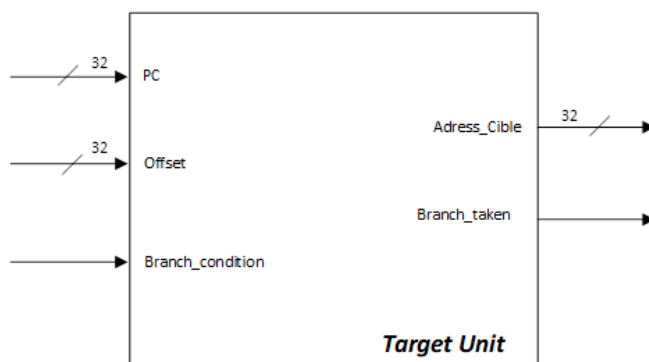 32
PC
32
Adress_Cible
32
Offset
Branch_taken
Branch_condition
Target Unit